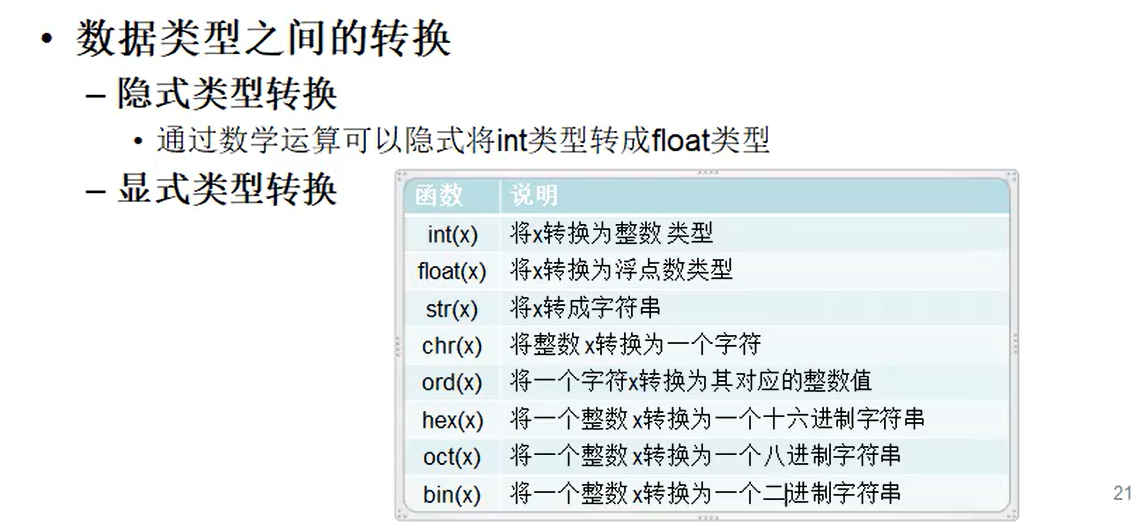 • 数据类型之间的转换
– 隐式类型转换
• 通过数学运算可以隐式将int类型转成float类型
– 显式类型转换
函数 说明
int(x) 将x转换为整数 类型
float(x) 将x转换为浮点数类型
str(x) 将x转成字符串
chr(x) 将整数 x转换为一个字符
ord(x) 将一个字符x转换为其对应的整数值
hex(x) 将一个整数 x转换为一个十六进制字符串
oct(x) 将一个整数 x转换为一个八进制字符串
bin(x) 将一个整数 x转换为一个二进制字符串
21